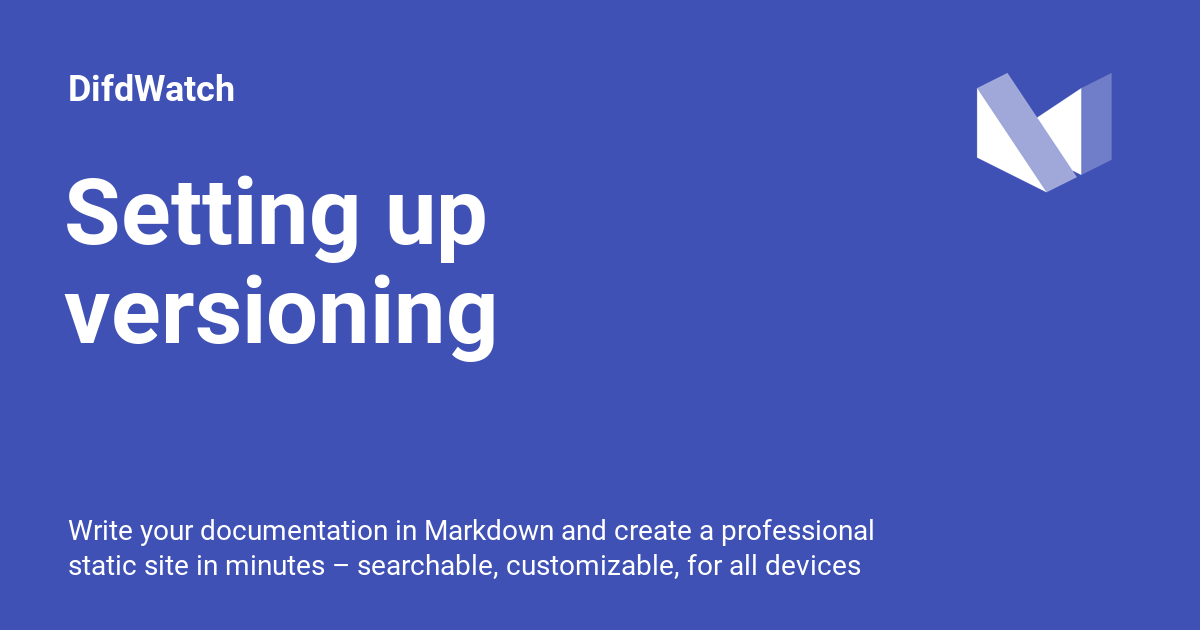 DifdWatch
Setting up
versioning
Write your documentation in Markdown and create a professional
static site in minutes – searchable, customizable, for all devices